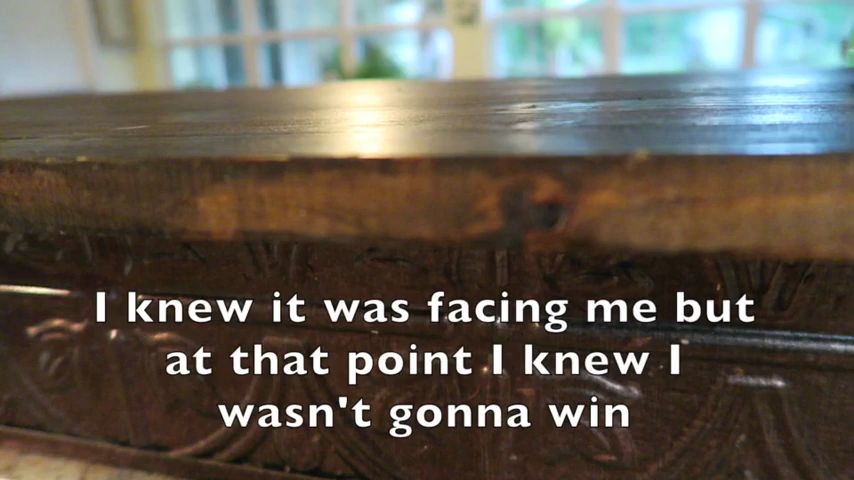 I knew it was facing me but
at that point I knew I
wasn't gonna win